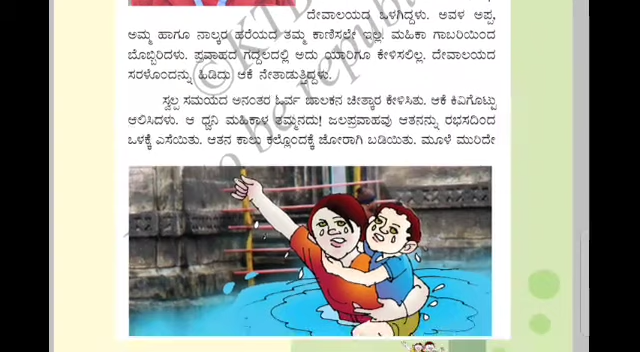 ದೇವಾಲಯದ ಒಳಗಿದ್ದಳು. ಅವಳ ಅಪ್ಪ,
ಅಮ್ಮ ಹಾಗೂ ನಾಲ್ಕರ ಹರೆಯದ ತಮ್ಮ ಕಾಣಿಸಲೇ ಇಲ್ಲ. ಮಹಿಕಾ ಗಾಬರಿಯಿಂದ
ಬೊಬ್ಬಿರಿದಳು. ಪ್ರವಾಹದ ಗದ್ದಲದಲ್ಲಿ ಅದು ಯಾರಿಗೂ ಕೇಳಿಸಲಿಲ್ಲ. ದೇವಾಲಯದ
ಸರಳೊಂದನ್ನು ಹಿಡಿದು ಆಕೆ ನೇತಾಡುತ್ತಿದ್ದಳು.
ಸ್ವಲ್ಪ ಸಮಯದ ಅನಂತರ ಓರ್ವ ಬಾಲಕನ ಚೀತ್ಕಾರ ಕೇಳಿಸಿತು. ಆಕೆ ಕಿವಿಗೊಟ್ಟು
ಆಲಿಸಿದಳು. ಆ ಧ್ವನಿ ಮಹಿಕಾಳ ತಮ್ಮನದು! ಜಲಪ್ರವಾಹವು ಆತನನ್ನು ರಭಸದಿಂದ
ಒಳಕ್ಕೆ ಎಸೆಯಿತು. ಆತನ ಕಾಲು ಕಲ್ಲೊಂದಕ್ಕೆ ಜೋರಾಗಿ ಬಡಿಯಿತು. ಮೂಳೆ ಮುರಿದೇ